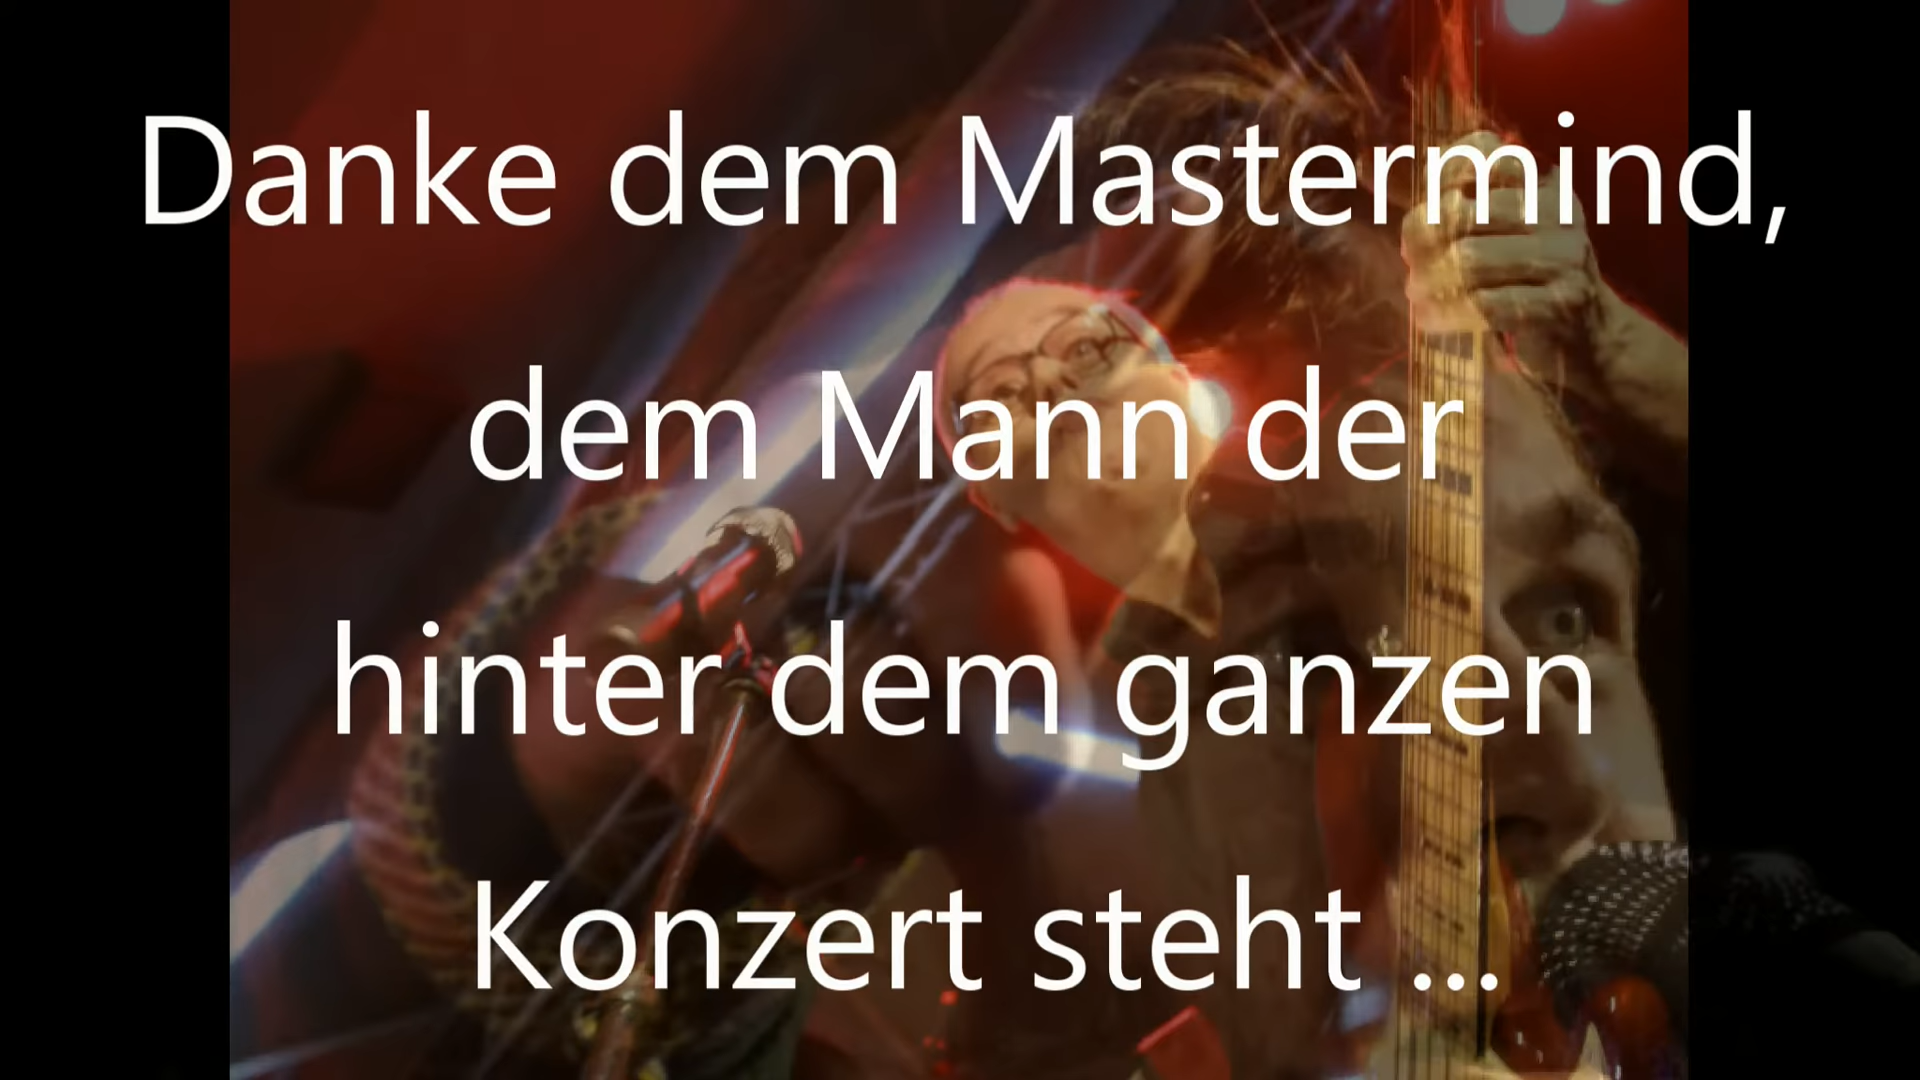 Danke dem Mastermind,
dem Mann der
hinter dem ganzen
Konzert steht ...